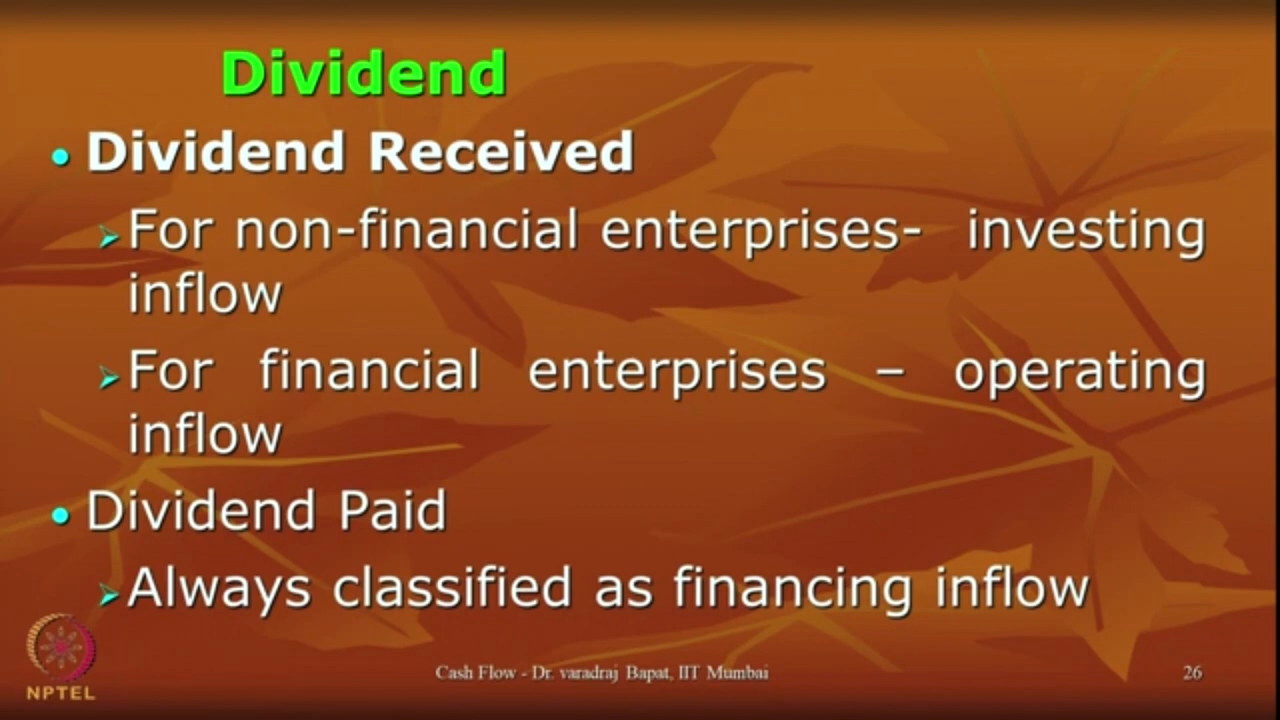 Dividend
• Dividend Received
➢ For non-financial enterprises- investing
inflow
➢ For financial enterprises – operating
inflow
• Dividend Paid
➢ Always classified as financing inflow
NPTEL
Cash Flow - Dr. varadraj Bapat, IIT Mumbai
26